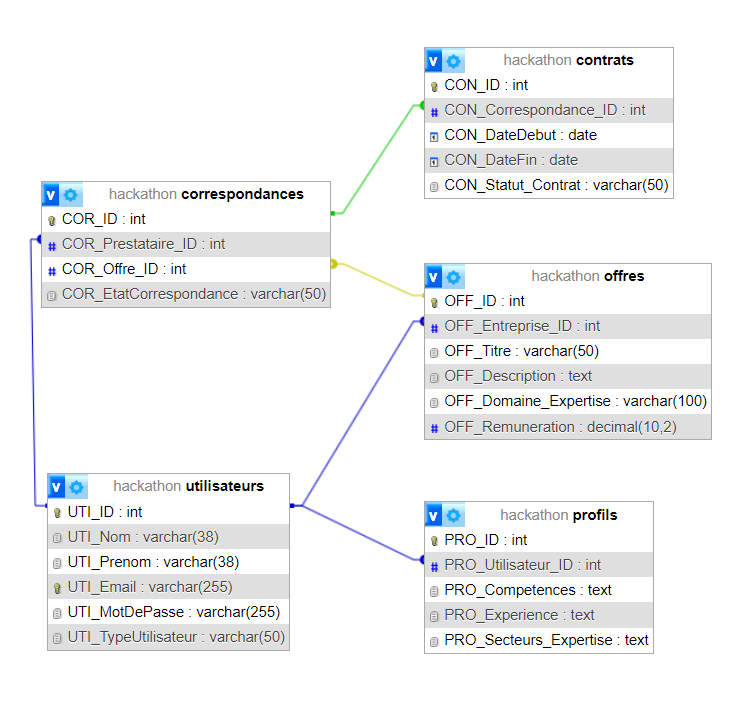 v hackathon contrats
CON_ID : int
# CON_Correspondance_ID : int
CON_DateDebut : date
CON_DateFin : date
CON_Statut_Contrat : varchar(50)
v hackathon correspondances
COR_ID : int
# COR_Prestataire_ID : int
# COR_Offre_ID : int
COR_EtatCorrespondance : varchar(50)
v hackathon offres
OFF_ID : int
# OFF_Entreprise_ID : int
OFF_Titre : varchar(50)
OFF_Description : text
OFF_Domaine_Expertise : varchar(100)
# OFF_Remuneration : decimal(10,2)
v hackathon utilisateurs
UTI_ID : int
UTI_Nom : varchar(38)
UTI_Prenom : varchar(38)
UTI_Email : varchar(255)
UTI_MotDePasse : varchar(255)
UTI_TypeUtilisateur : varchar(50)
v hackathon profils
PRO_ID : int
# PRO_Utilisateur_ID : int
PRO_Competences : text
PRO_Experience : text
PRO_Secteurs_Expertise : text